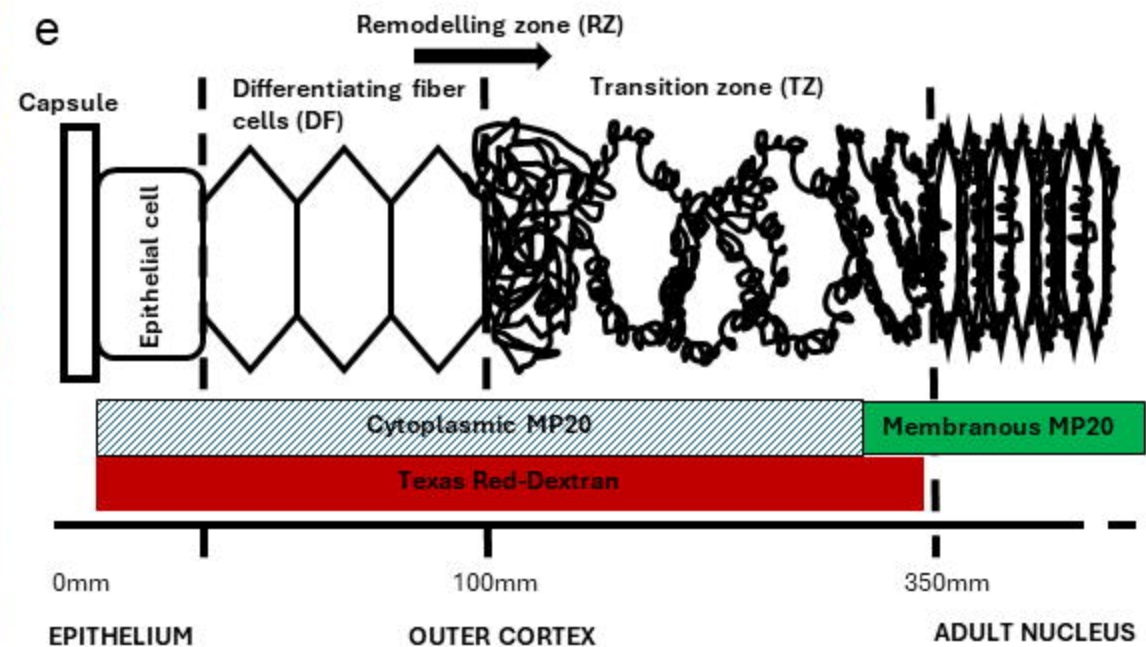 e
Remodelling zone (RZ)
Capsule
Differentiating fiber
cells (DF)
Transition zone (TZ)
Epithelial cell
Cytoplasmic MP20
Membranous MP20
Texas Red-Dextran
0mm
100mm
350mm
EPITHELIUM
OUTER CORTEX
ADULT NUCLEUS